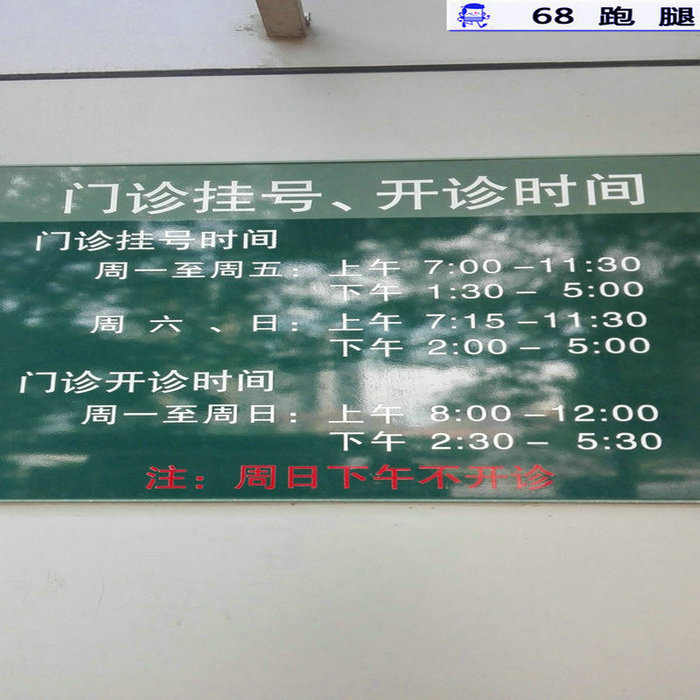 68 跑 腿
门诊挂号、开诊时间
门诊挂号时间
周一至周五：上午 7:00 -11:30
下午 1:30 - 5:00
周 六 、日：上午 7:15 -11:30
下午 2:00 - 5:00
门诊开诊时间
周一至周日：上午 8:00 -12:00
下午 2:30 - 5:30
注：周日下午不开诊